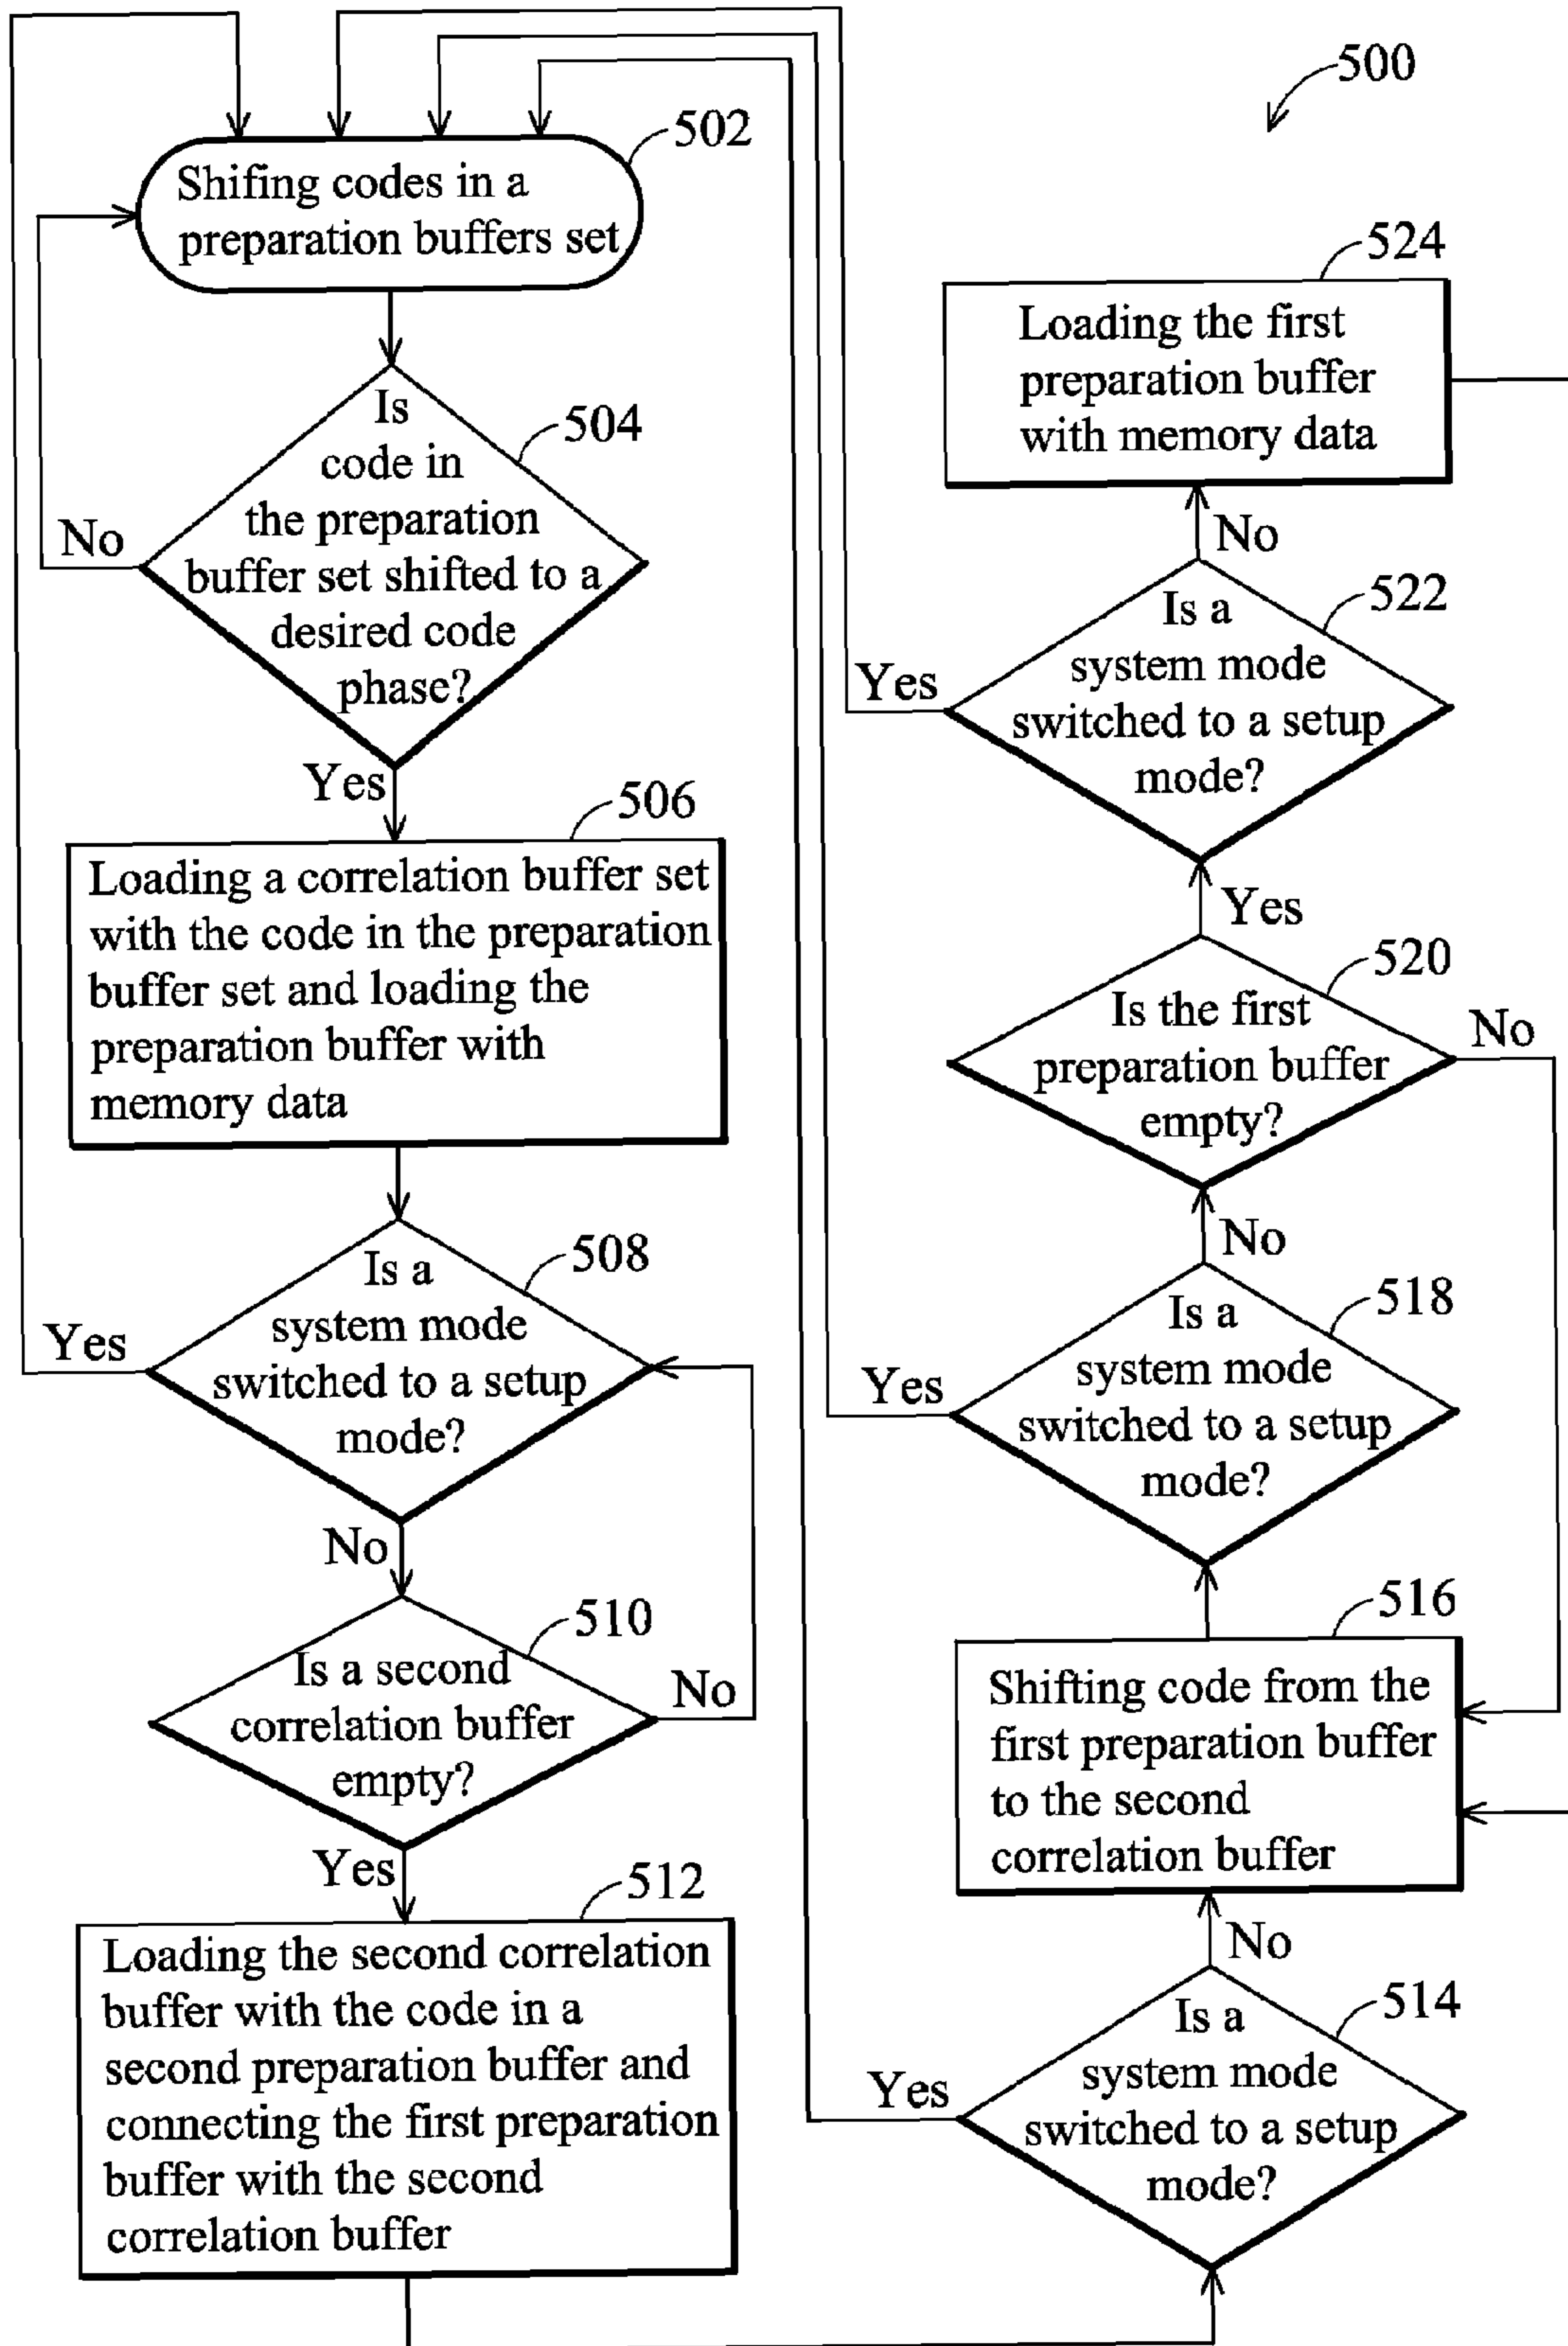 500
502
Shifing codes in a
preparation buffers set
504
Is
code in
the preparation
buffer set shifted to a
desired code
phase?
No
Yes
506
Loading a correlation buffer set
with the code in the preparation
buffer set and loading the
preparation buffer with
memory data
508
Is a
system mode
switched to a setup
mode?
Yes
No
510
Is a second
correlation buffer
empty?
No
Yes
512
Loading the second correlation
buffer with the code in a
second preparation buffer and
connecting the first preparation
buffer with the second
correlation buffer
514
Is a
system mode
switched to a setup
mode?
Yes
No
516
Shifting code from the
first preparation buffer
to the second
correlation buffer
518
Is a
system mode
switched to a setup
mode?
Yes
No
520
Is the first
preparation buffer
empty?
No
Yes
522
Is a
system mode
switched to a setup
mode?
Yes
No
524
Loading the first
preparation buffer
with memory data